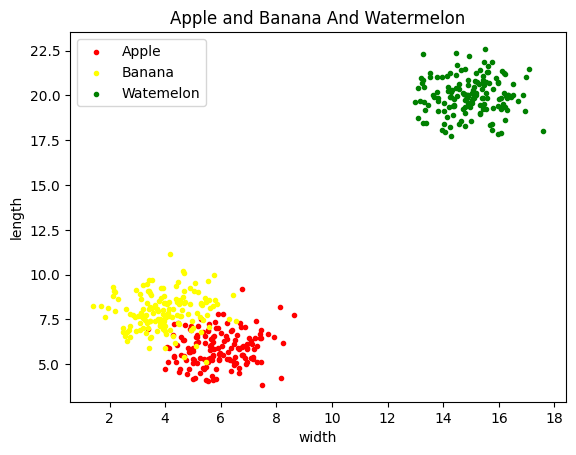 Apple and Banana And Watermelon
Apple
Banana
Watemelon
22.5
20.0
17.5
15.0
12.5
10.0
7.5
5.0
length
2 4 6 8 10 12 14 16 18
width